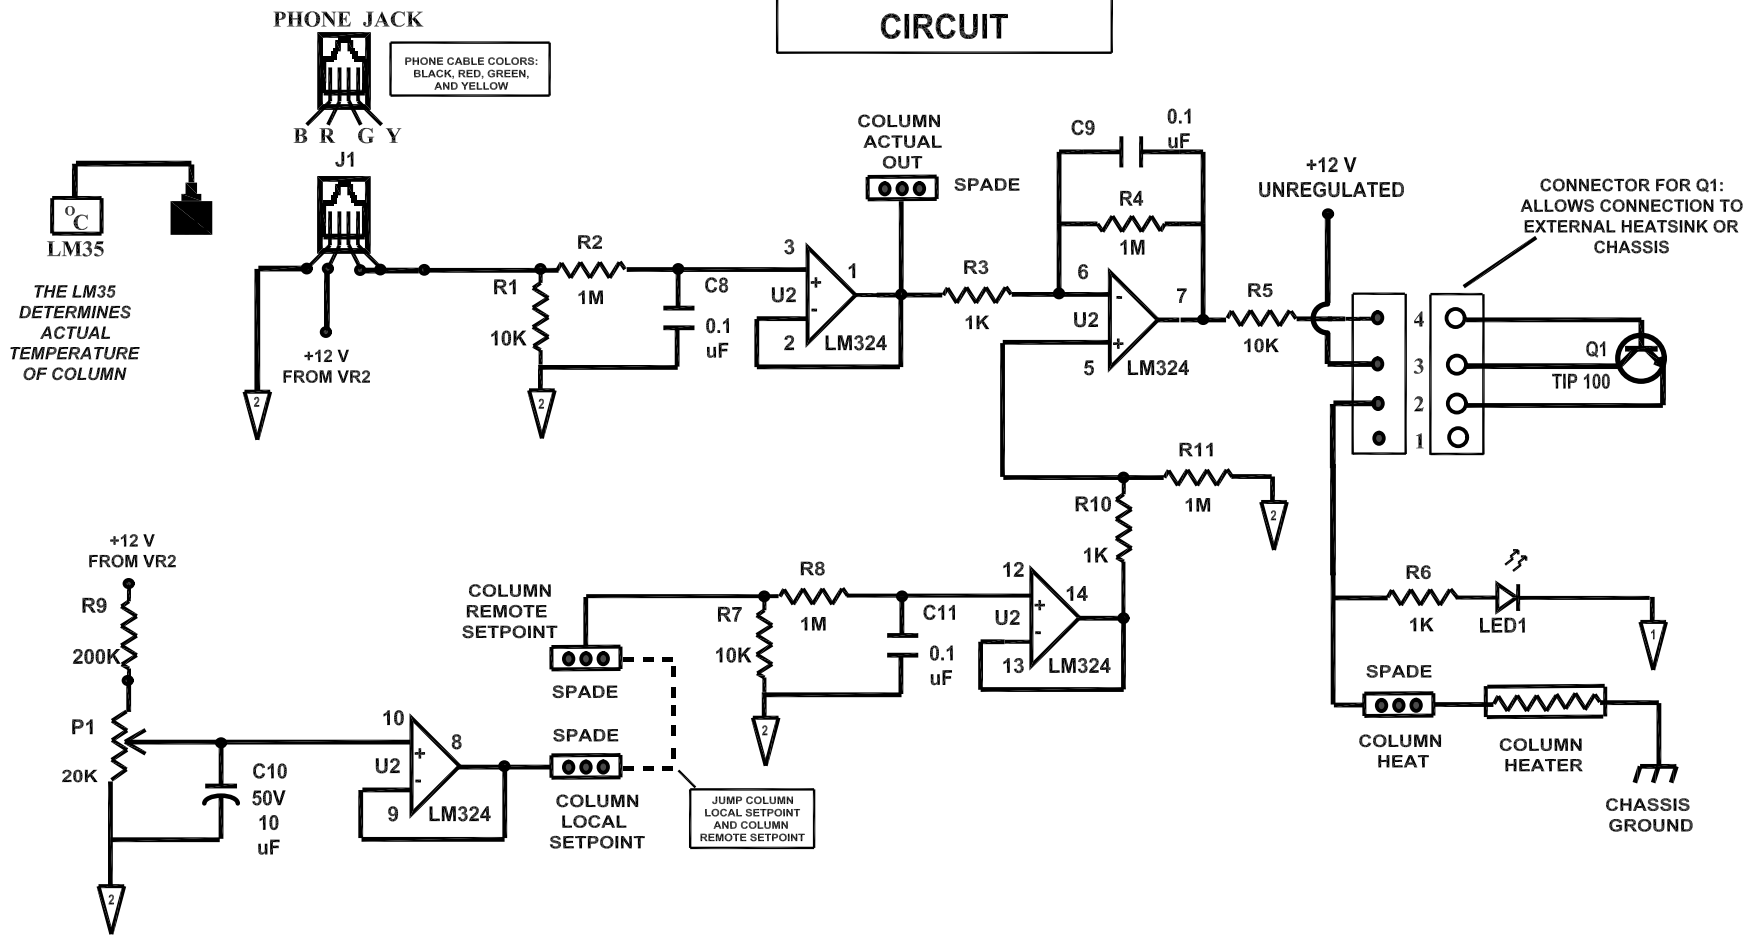 CIRCUIT
PHONE JACK
PHONE CABLE COLORS:
BLACK, RED, GREEN,
AND YELLOW
B R G Y
J1
°C
LM35
THE LM35
DETERMINES
ACTUAL
TEMPERATURE
OF COLUMN
2
+12 V
FROM VR2
R1
10K
R2
1M
2
C8
0.1
uF
3
+
U2
-
2
1
LM324
COLUMN
ACTUAL
OUT
SPADE
R3
1K
C9
0.1
uF
R4
1M
6
-
U2
+
5
7
LM324
R5
10K
+12 V
UNREGULATED
CONNECTOR FOR Q1:
ALLOWS CONNECTION TO
EXTERNAL HEATSINK OR
CHASSIS
4
3
2
1
Q1
TIP 100
R11
1M
2
R10
1K
+12 V
FROM VR2
R9
200K
P1
20K
2
C10
50V
10
uF
10
+
U2
-
9
8
LM324
COLUMN
REMOTE
SETPOINT
SPADE
SPADE
COLUMN
LOCAL
SETPOINT
JUMP COLUMN
LOCAL SETPOINT
AND COLUMN
REMOTE SETPOINT
R7
10K
R8
1M
2
C11
0.1
uF
12
+
U2
-
13
14
LM324
R6
1K
LED1
1
SPADE
COLUMN
HEAT
COLUMN
HEATER
CHASSIS
GROUND